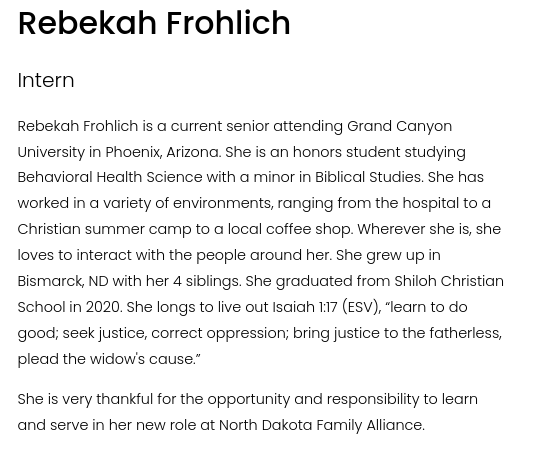 Rebekah Frohlich
Intern
Rebekah Frohlich is a current senior attending Grand Canyon
University in Phoenix, Arizona. She is an honors student studying
Behavioral Health Science with a minor in Biblical Studies. She has
worked in a variety of environments, ranging from the hospital to a
Christian summer camp to a local coffee shop. Wherever she is, she
loves to interact with the people around her. She grew up in
Bismarck, ND with her 4 siblings. She graduated from Shiloh Christian
School in 2020. She longs to live out Isaiah 1:17 (ESV), “learn to do
good; seek justice, correct oppression; bring justice to the fatherless,
plead the widow's cause.”
She is very thankful for the opportunity and responsibility to learn
and serve in her new role at North Dakota Family Alliance.